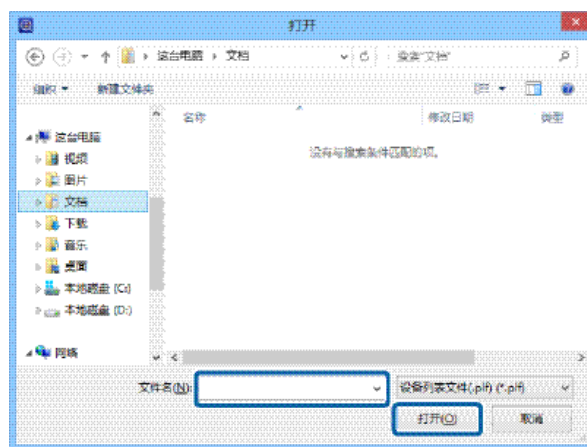 打开
这台电脑 文档
搜索"文档"
组织 新建文件夹
名称 修改日期 类型
没有与搜索条件匹配的项。
这台电脑
视频
图片
文档
下载
音乐
桌面
本地磁盘 (C:)
本地磁盘 (D:)
网络
文件名(N):
设备列表文件(.plf) (*.plf)
打开(O) 取消